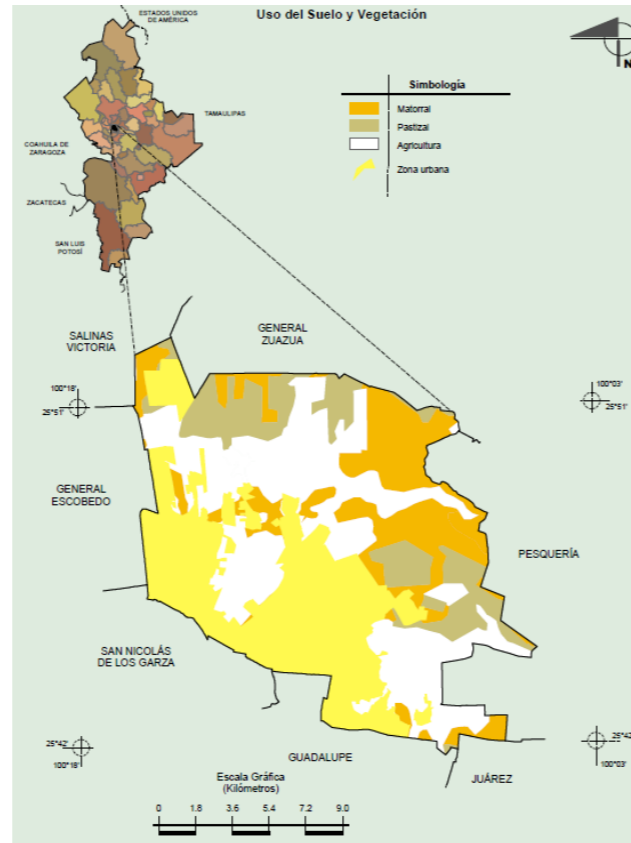 Uso del Suelo y Vegetación
ESTADOS UNIDOS
DE AMÉRICA
N
Simbología
Matorral
Pastizal
Agricultura
Zona urbana
TAMAULIPAS
COAHUILA DE
ZARAGOZA
ZACATECAS
SAN LUIS
POTOSÍ
SALINAS
VICTORIA
GENERAL
ZUAZUA
100°18'
25°51'
100°03'
25°51'
GENERAL
ESCOBEDO
PESQUERÍA
SAN NICOLÁS
DE LOS GARZA
25°42'
100°18'
25°42'
100°03'
GUADALUPE
JUÁREZ
Escala Gráfica
(Kilómetros)
0 1.8 3.6 5.4 7.2 9.0